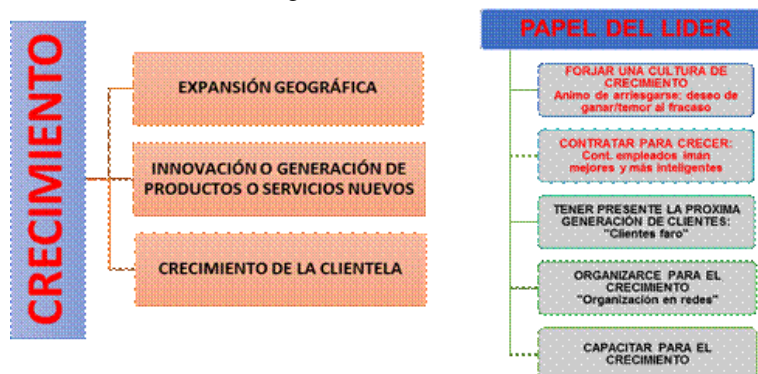 CRECIMIENTO
EXPANSIÓN GEOGRÁFICA
INNOVACIÓN O GENERACIÓN DE
PRODUCTOS O SERVICIOS NUEVOS
CRECIMIENTO DE LA CLIENTELA
PAPEL DEL LIDER
FORJAR UNA CULTURA DE
CRECIMIENTO
Animo de arriesgarse: deseo de
ganar/temor al fracaso
CONTRATAR PARA CRECER:
Cont. empleados imán
mejores y más inteligentes
TENER PRESENTE LA PROXIMA
GENERACIÓN DE CLIENTES:
"Clientes faro"
ORGANIZARCE PARA EL
CRECIMIENTO
"Organización en redes"
CAPACITAR PARA EL
CRECIMIENTO